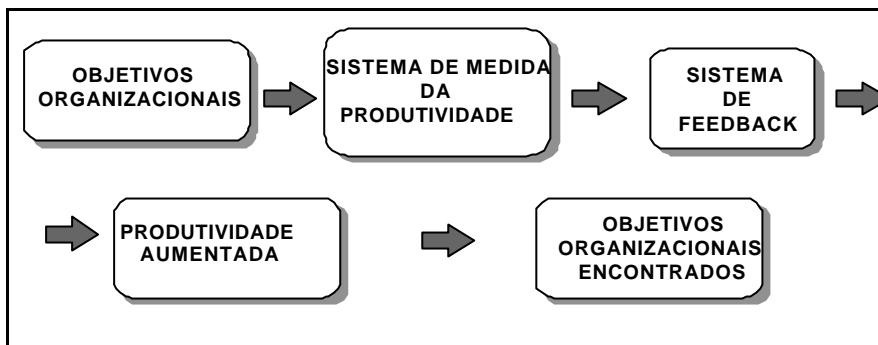 OBJETIVOS
ORGANIZACIONAIS
SISTEMA DE MEDIDA
DA
PRODUTIVIDADE
SISTEMA
DE
FEEDBACK
PRODUTIVIDADE
AUMENTADA
OBJETIVOS
ORGANIZACIONAIS
ENCONTRADOS